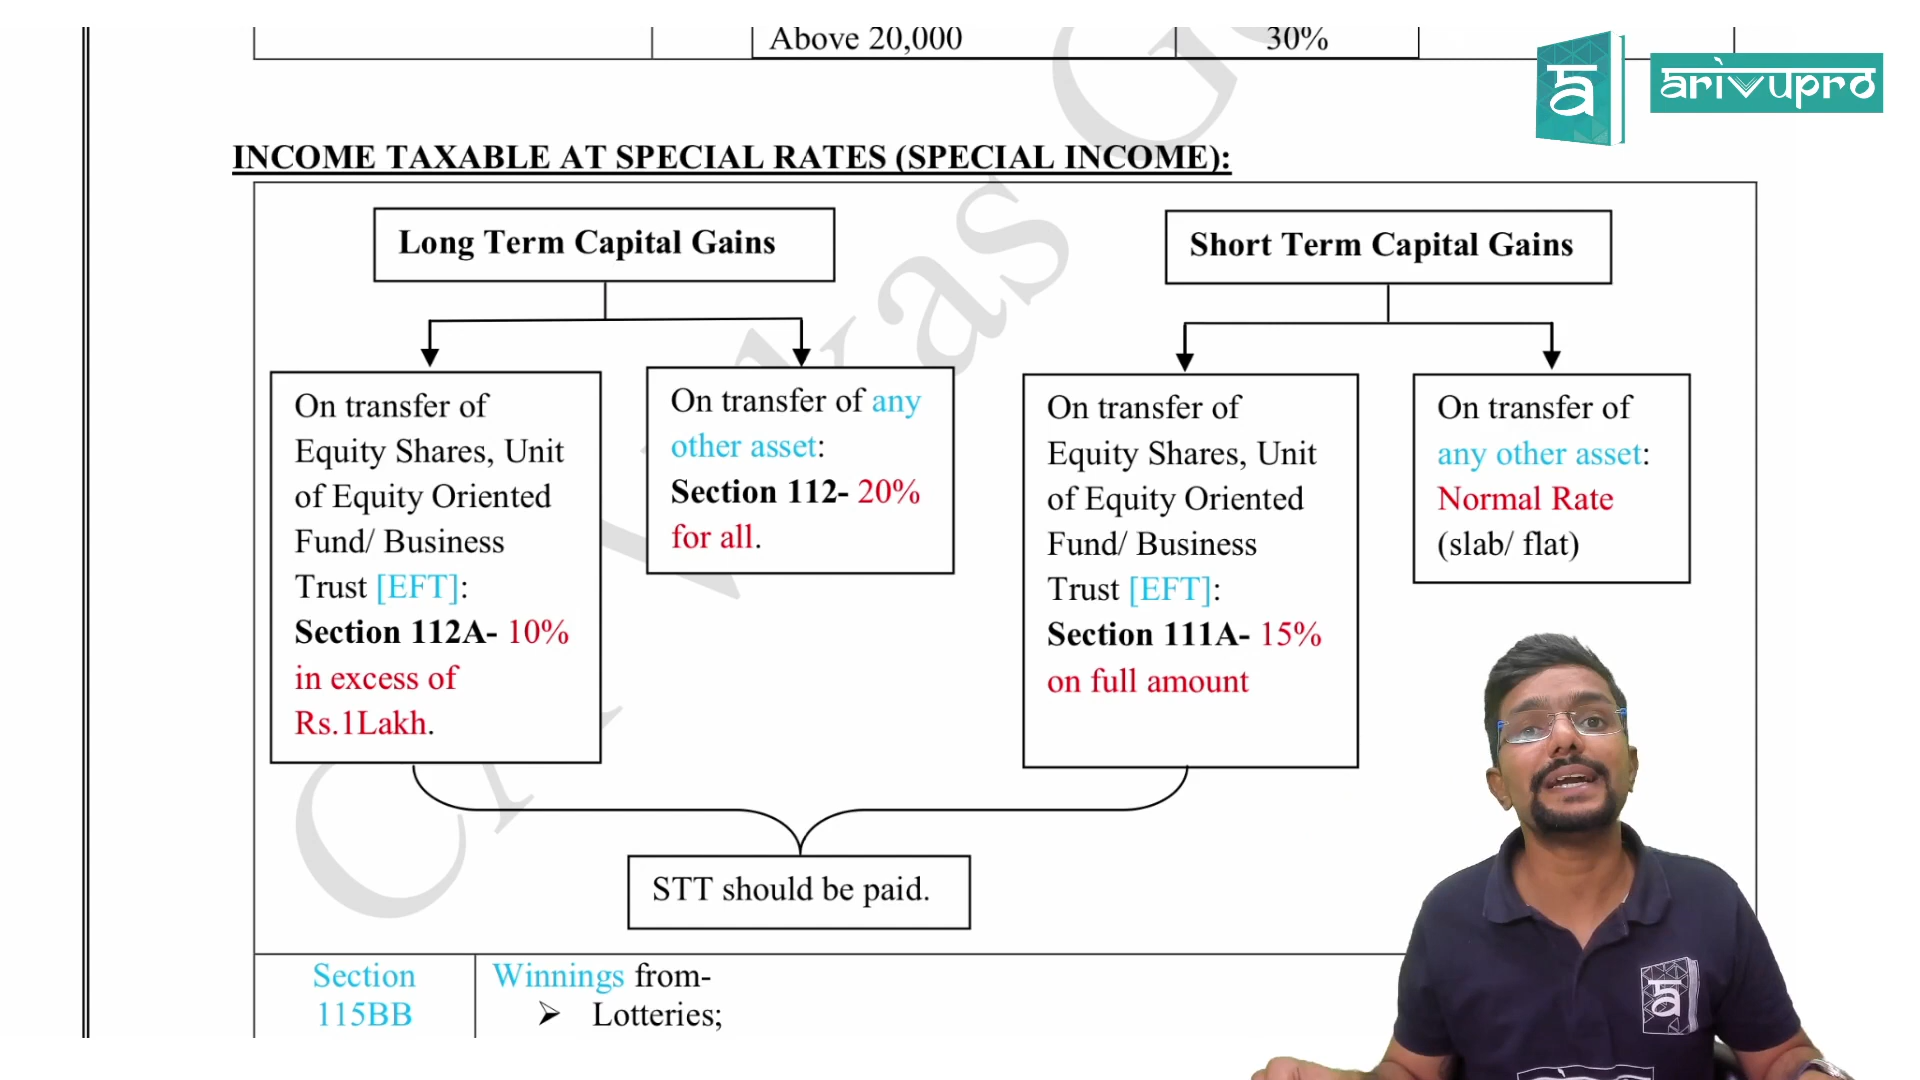 Above 20,000
30%
arivupro
INCOME TAXABLE AT SPECIAL RATES (SPECIAL INCOME):
Long Term Capital Gains
On transfer of
Equity Shares, Unit
of Equity Oriented
Fund/ Business
Trust [EFT]:
Section 112A- 10%
in excess of
Rs.1Lakh.
On transfer of any
other asset:
Section 112- 20%
for all.
Short Term Capital Gains
On transfer of
Equity Shares, Unit
of Equity Oriented
Fund/ Business
Trust [EFT]:
Section 111A- 15%
on full amount
On transfer of
any other asset:
Normal Rate
(slab/ flat)
STT should be paid.
Section
115BB
Winnings from-
➢ Lotteries;